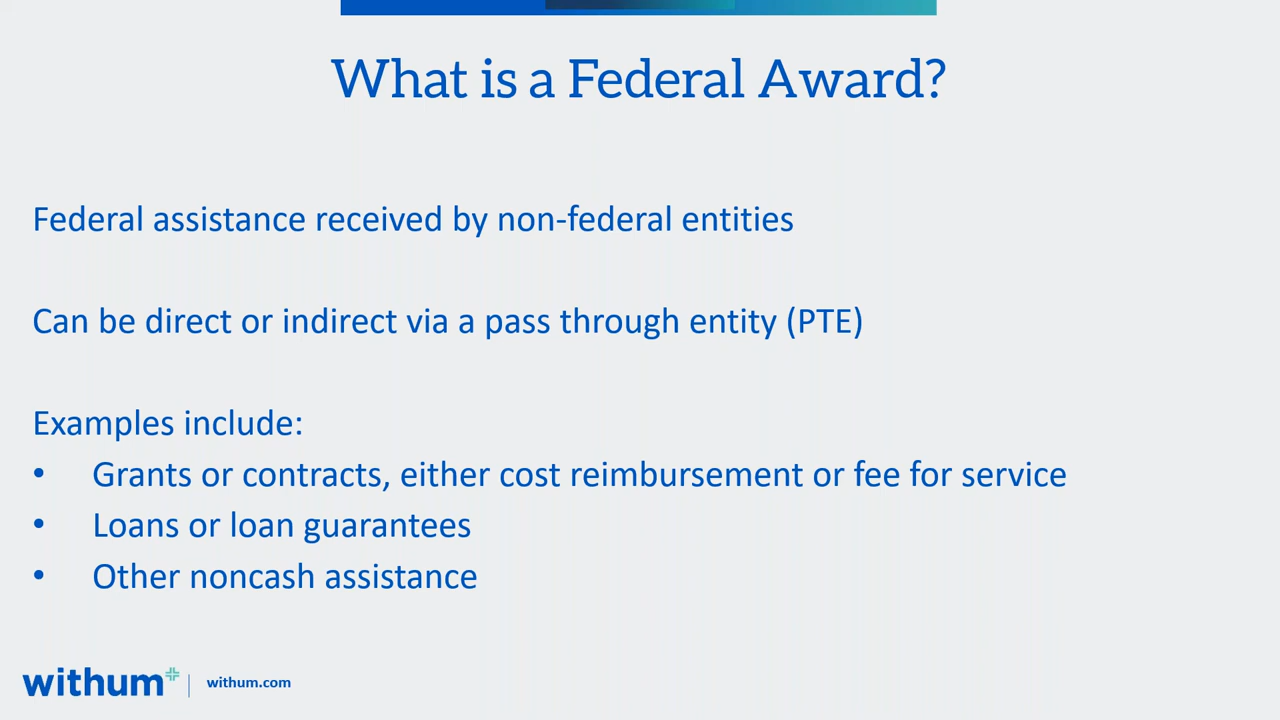 What is a Federal Award?
Federal assistance received by non-federal entities
Can be direct or indirect via a pass through entity (PTE)
Examples include:
• Grants or contracts, either cost reimbursement or fee for service
• Loans or loan guarantees
• Other noncash assistance
withum
withum.com